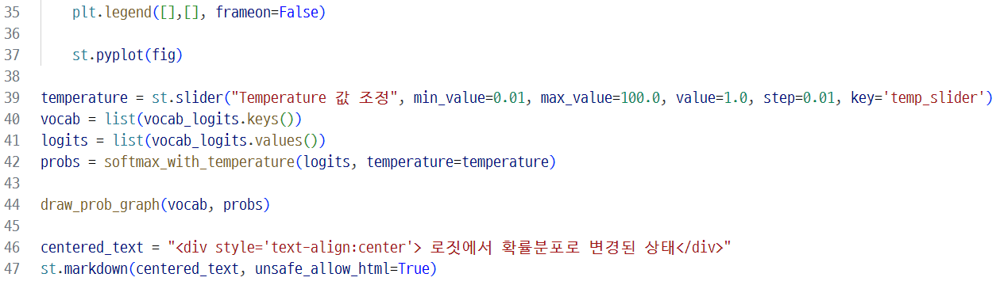 35 plt.legend([],[], frameon=False)
36
37 st.pyplot(fig)
38
39 temperature = st.slider("Temperature 값 조정", min_value=0.01, max_value=100.0, value=1.0, step=0.01, key='temp_slider')
40 vocab = list(vocab_logits.keys())
41 logits = list(vocab_logits.values())
42 probs = softmax_with_temperature(logits, temperature=temperature)
43
44 draw_prob_graph(vocab, probs)
45
46 centered_text = "<div style='text-align:center'> 로짓에서 확률분포로 변경된 상태</div>"
47 st.markdown(centered_text, unsafe_allow_html=True)